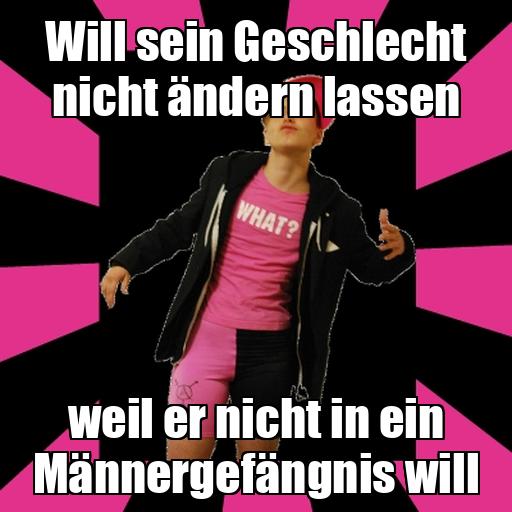 Will sein Geschlecht
nicht ändern lassen
WHAT?
weil er nicht in ein
Männergefängnis will